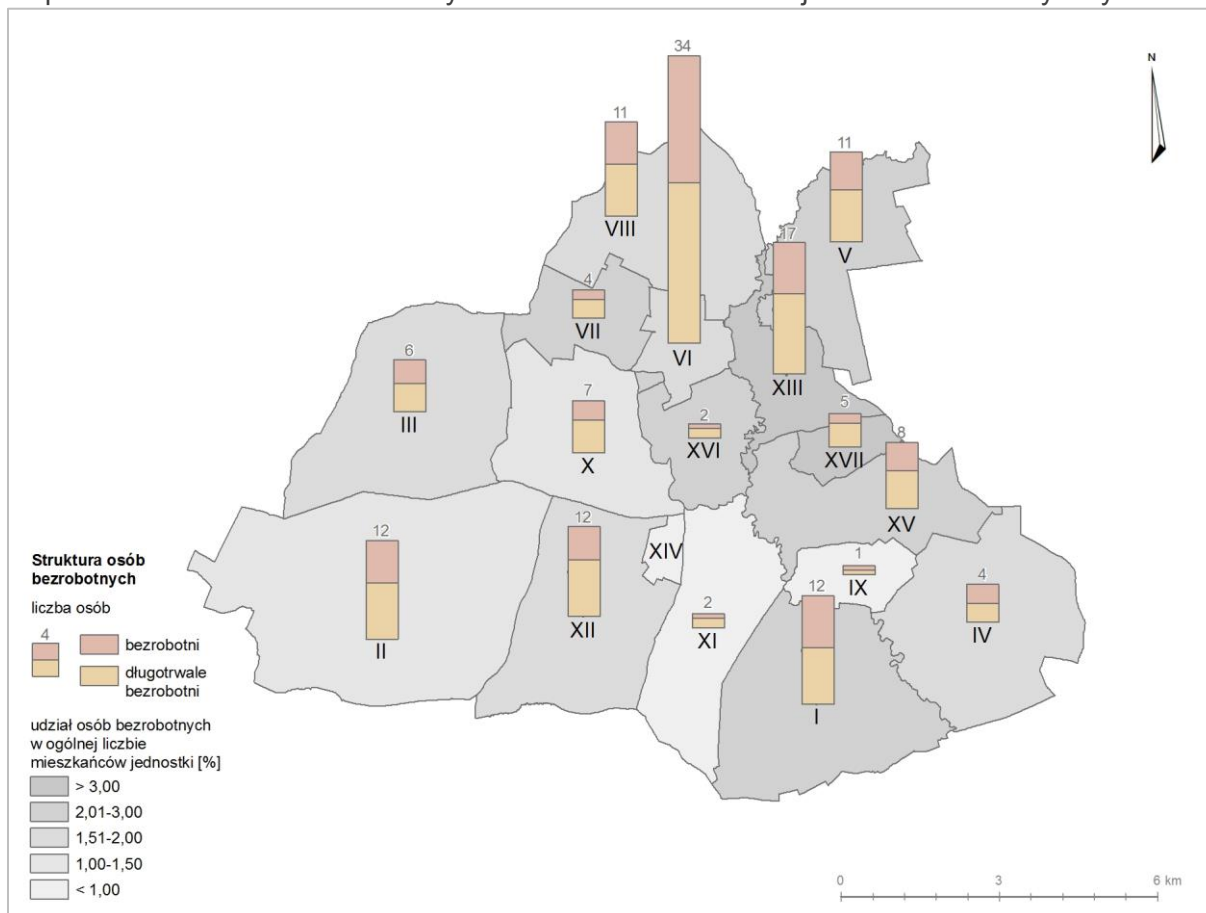 N
34
11
11
VIII
17
V
4
VII
VI
6
XIII
7
5
III
2
8
X
XVI
XVII
XV
12
12
XIV
1
4
IX
12
2
XII
IV
II
XI
I
Struktura osób
bezrobotnych
liczba osób
4
bezrobotni
długotrwale
bezrobotni
udział osób bezrobotnych
w ogólnej liczbie
mieszkańców jednostki [%]
> 3,00
2,01-3,00
1,51-2,00
1,00-1,50
< 1,00
0 3 6 km